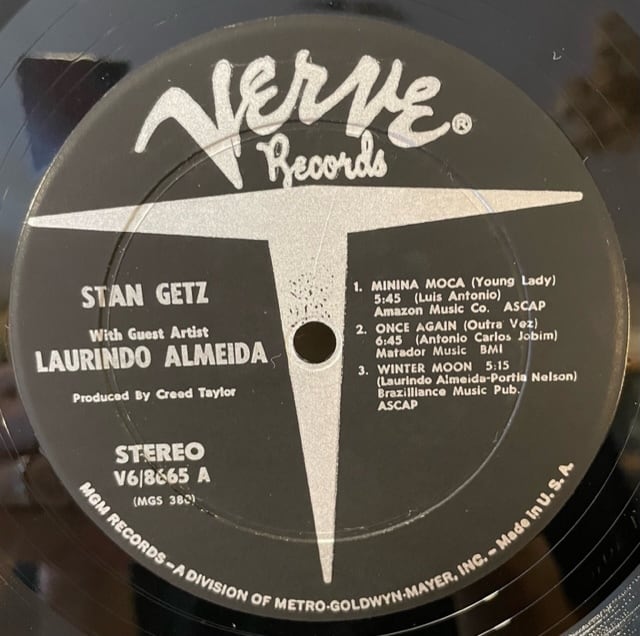 Verve®
Records
STAN GETZ
With Guest Artist
LAURINDO ALMEIDA
Produced By Creed Taylor
STEREO
V6/8665 A
(MGS 380)
1. MININA MOCA (Young Lady)
5:45 (Luis Antonio)
Amazon Music Co. ASCAP
2. ONCE AGAIN (Outra Vez)
6:45 (Antonio Carlos Jobim)
Matador Music BMI
3. WINTER MOON 5:15
(Laurindo Almeida-Portia Nelson)
Brazilliance Music Pub.
ASCAP
MGM RECORDS – A DIVISION OF METRO-GOLDWYN-MAYER, INC. – Made in U. S. A.